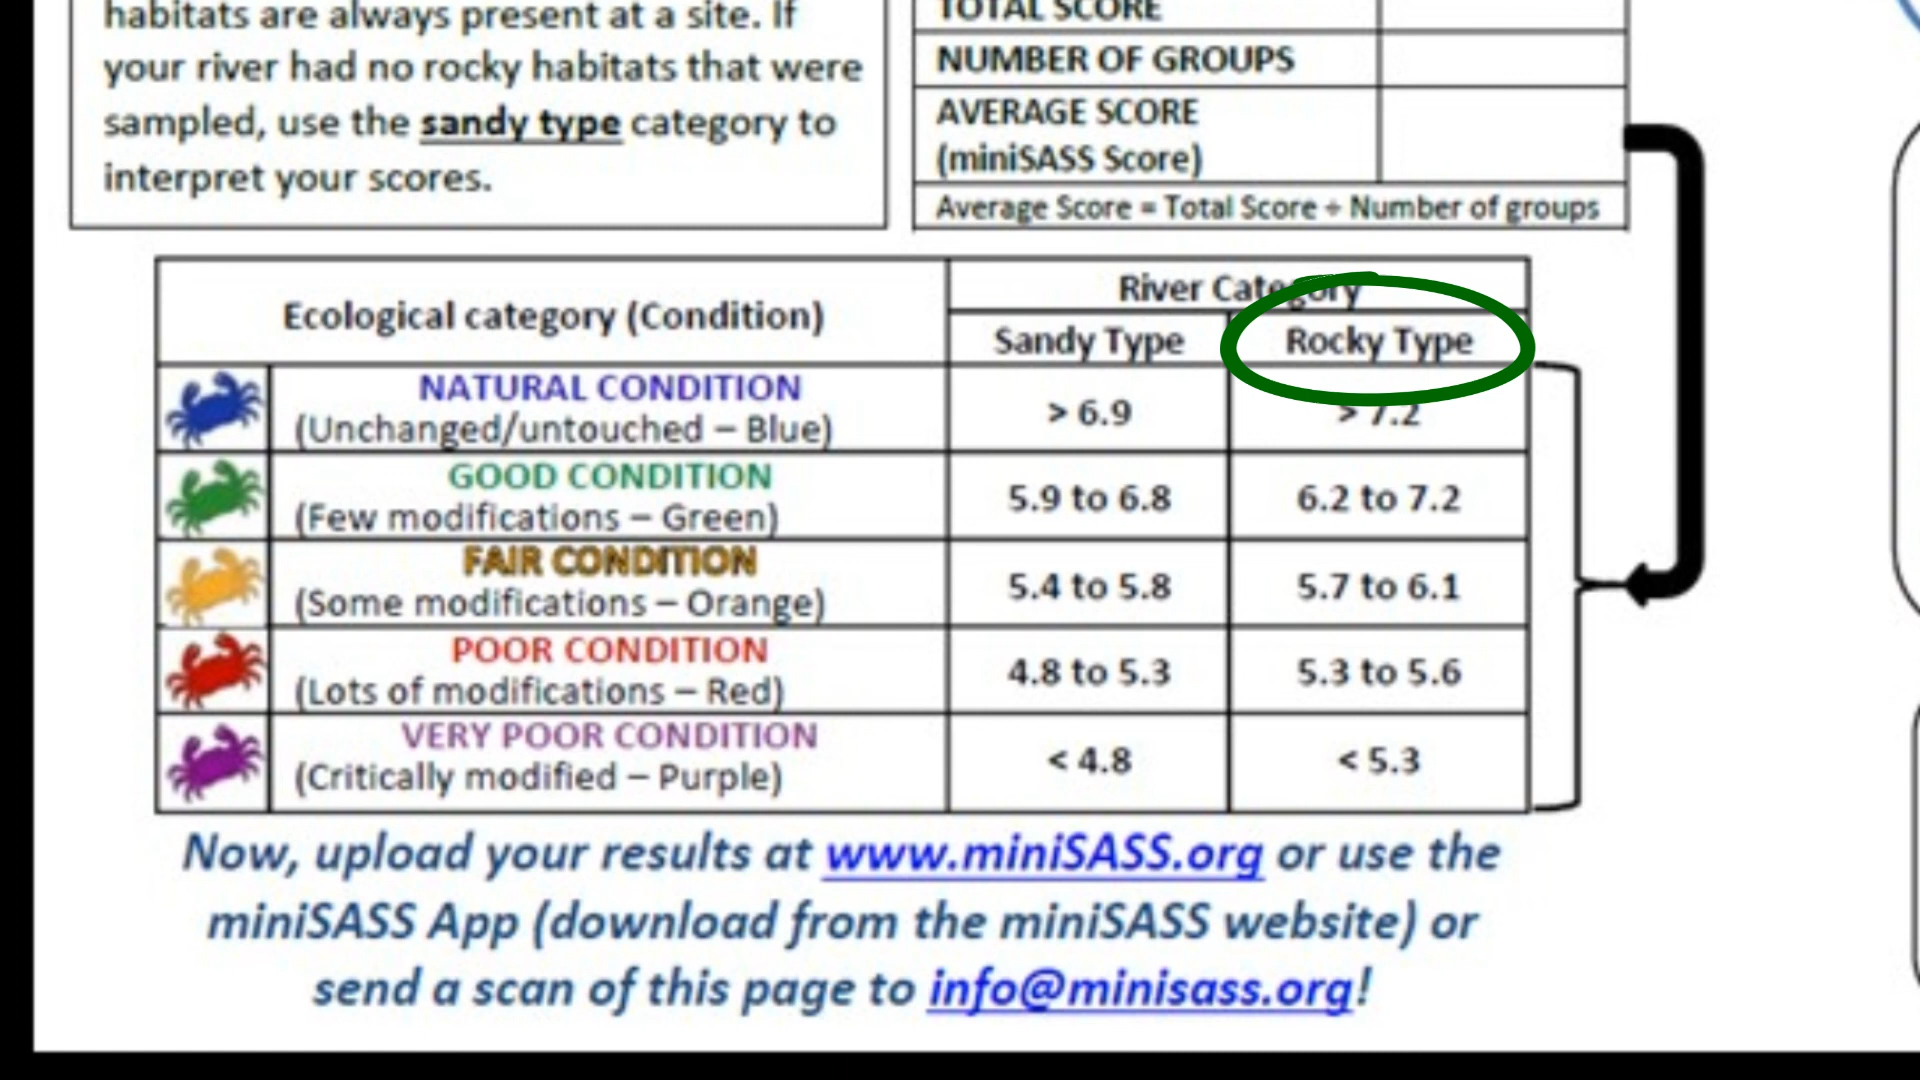 habitats are always present at a site. If
your river had no rocky habitats that were
sampled, use the sandy type category to
interpret your scores.
TOTAL SCORE
NUMBER OF GROUPS
AVERAGE SCORE
(miniSASS Score)
Average Score = Total Score ÷ Number of groups
Ecological category (Condition)
River Category
Sandy Type
Rocky Type
NATURAL CONDITION
(Unchanged/untouched – Blue)
> 6.9
> 7.2
GOOD CONDITION
(Few modifications – Green)
5.9 to 6.8
6.2 to 7.2
FAIR CONDITION
(Some modifications – Orange)
5.4 to 5.8
5.7 to 6.1
POOR CONDITION
(Lots of modifications – Red)
4.8 to 5.3
5.3 to 5.6
VERY POOR CONDITION
(Critically modified – Purple)
< 4.8
< 5.3
Now, upload your results at www.miniSASS.org or use the
miniSASS App (download from the miniSASS website) or
send a scan of this page to info@minisass.org!